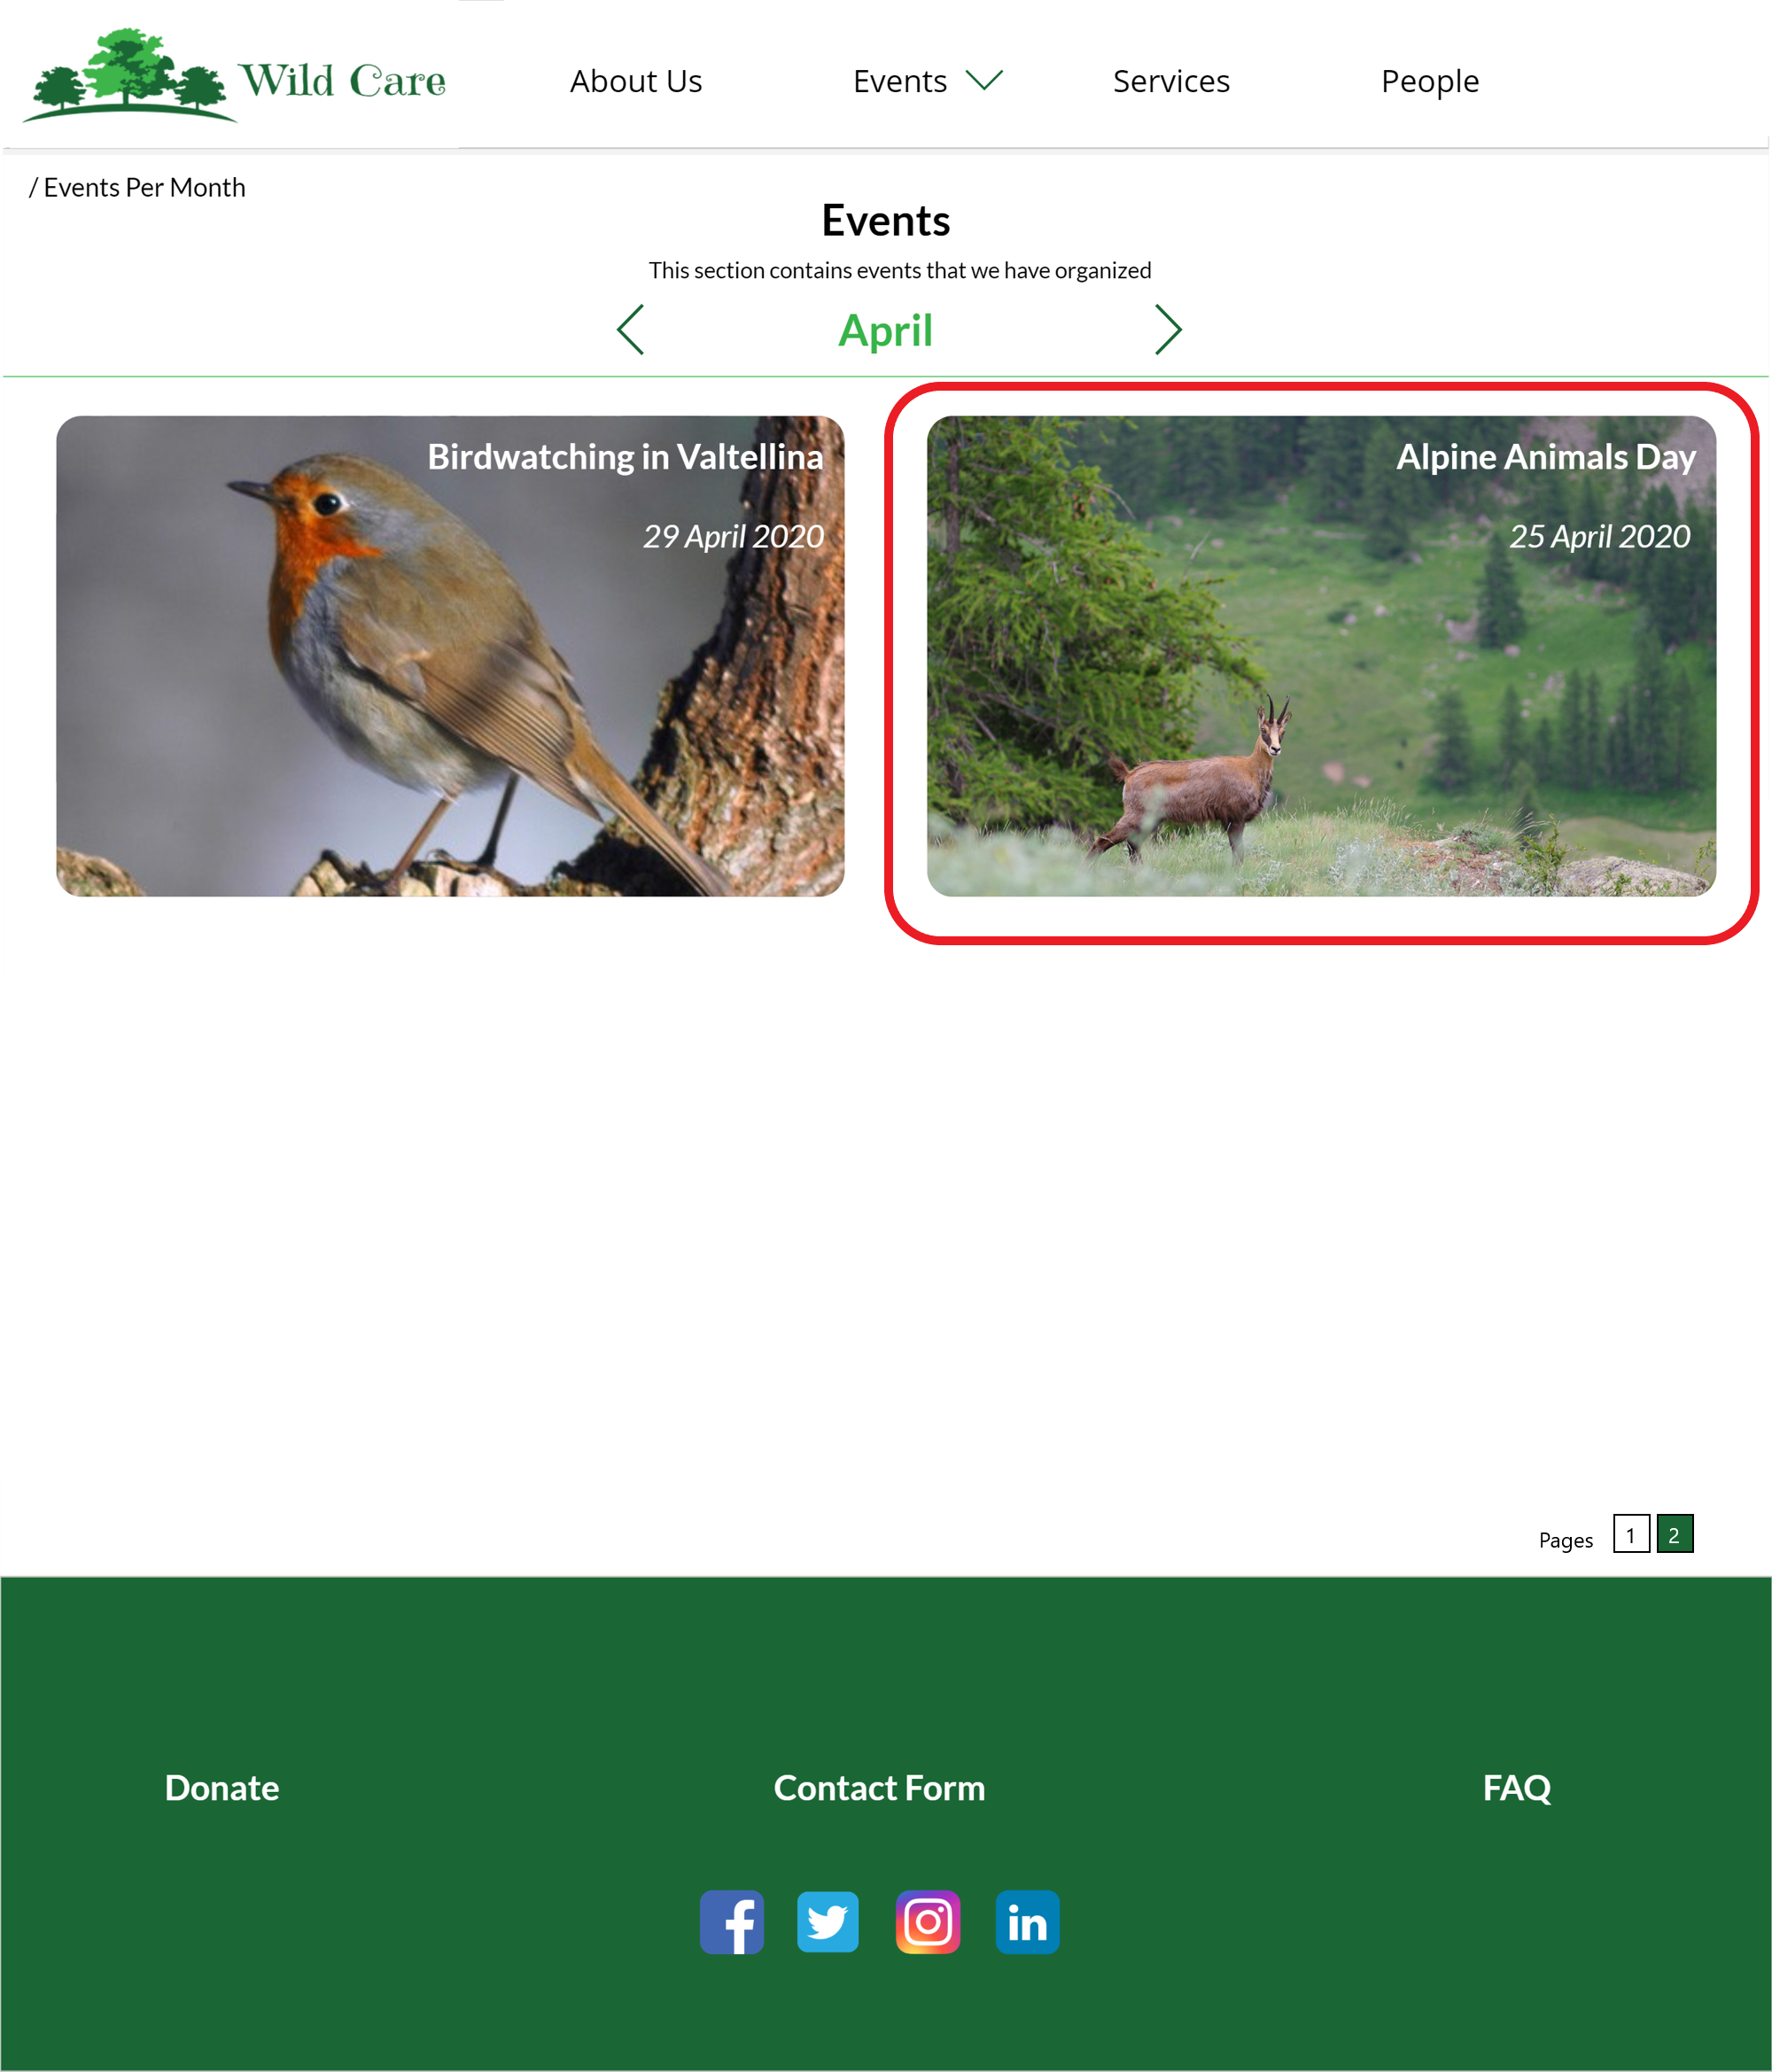 Wild Care
About Us
Events
Services
People
/ Events Per Month
Events
This section contains events that we have organized
April
Birdwatching in Valtellina
29 April 2020
Alpine Animals Day
25 April 2020
Pages 1 2
Donate
Contact Form
FAQ
f
in